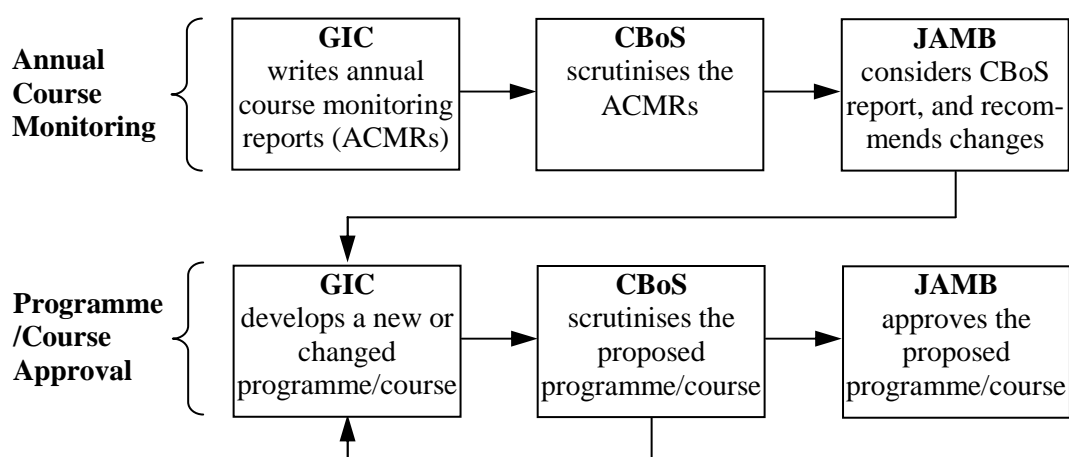 Annual
Course
Monitoring
GIC
writes annual
course monitoring
reports (ACMRs)
CBoS
scrutinises the
ACMRs
JAMB
considers CBoS
report, and recom-
mends changes
Programme
/Course
Approval
GIC
develops a new or
changed
programme/course
CBoS
scrutinises the
proposed
programme/course
JAMB
approves the
proposed
programme/course